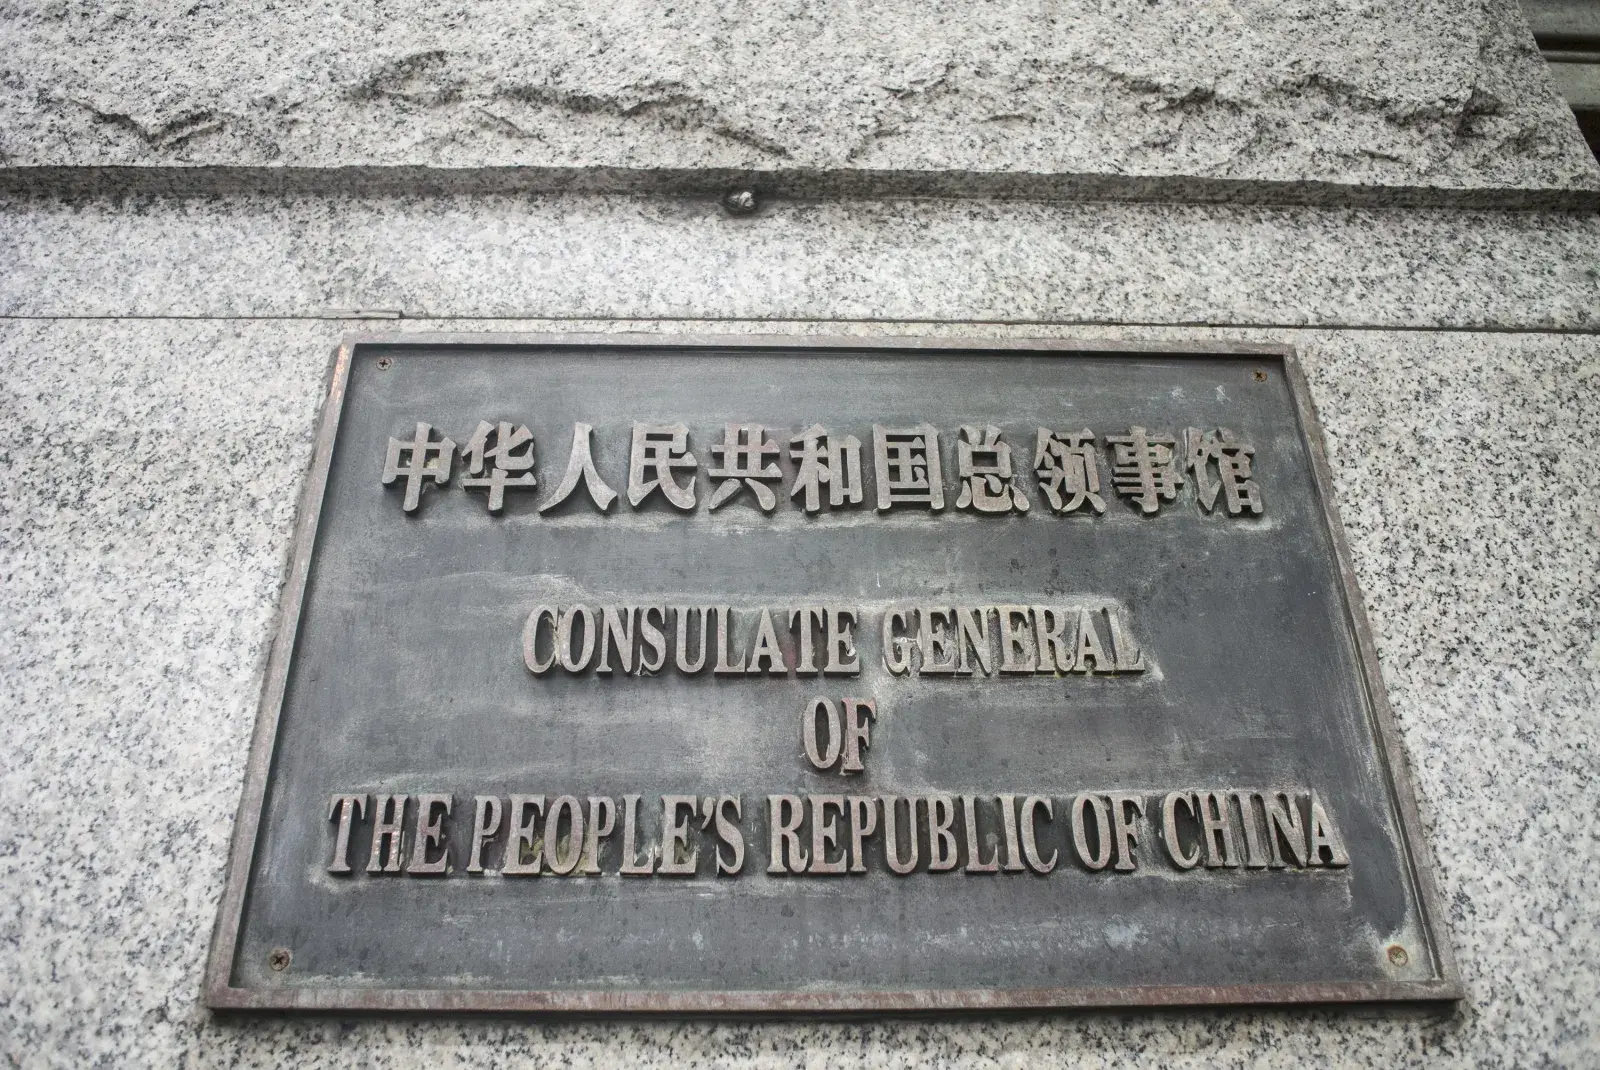 中华人民共和国总领事馆
CONSULATE GENERAL
OF
THE PEOPLE'S REPUBLIC OF CHINA